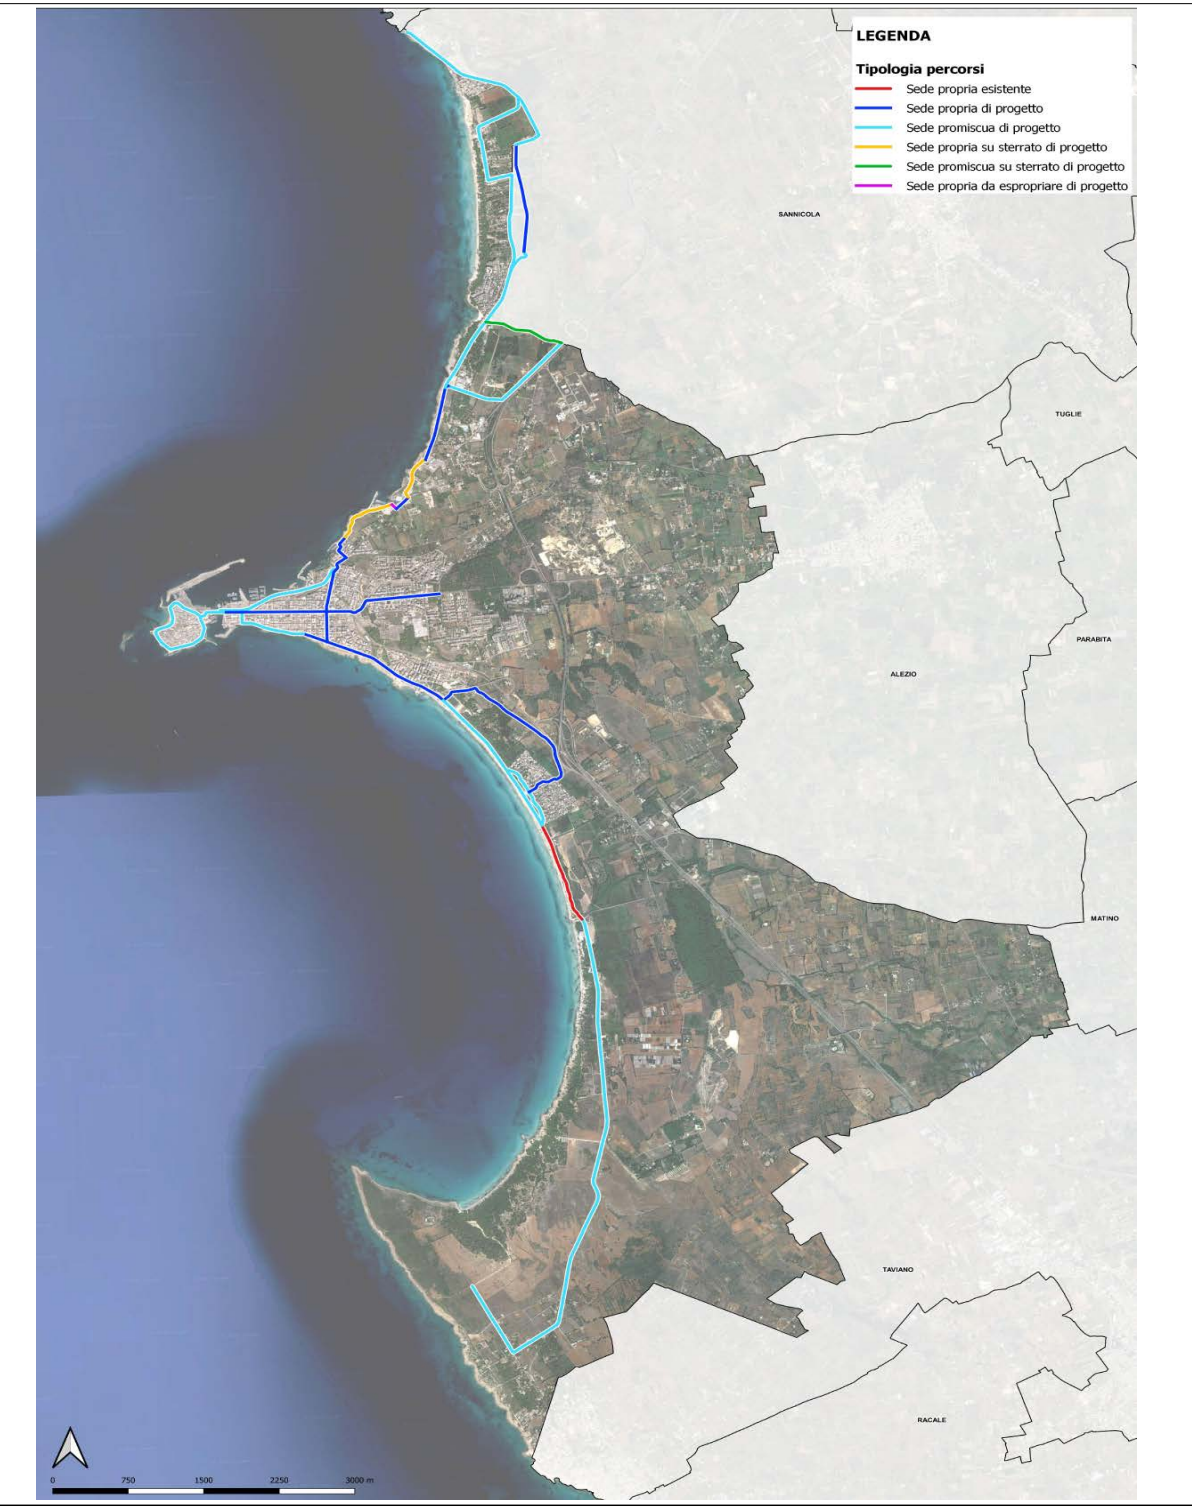 LEGENDA
Tipologia percorsi
Sede propria esistente
Sede propria di progetto
Sede promiscua di progetto
Sede propria su sterrato di progetto
Sede promiscua su sterrato di progetto
Sede propria da espropriare di progetto
SANNICOLA
TUGLIE
PARABITA
ALEZIO
MATINO
TAVIANO
RACALE
0 750 1500 2250 3000 m